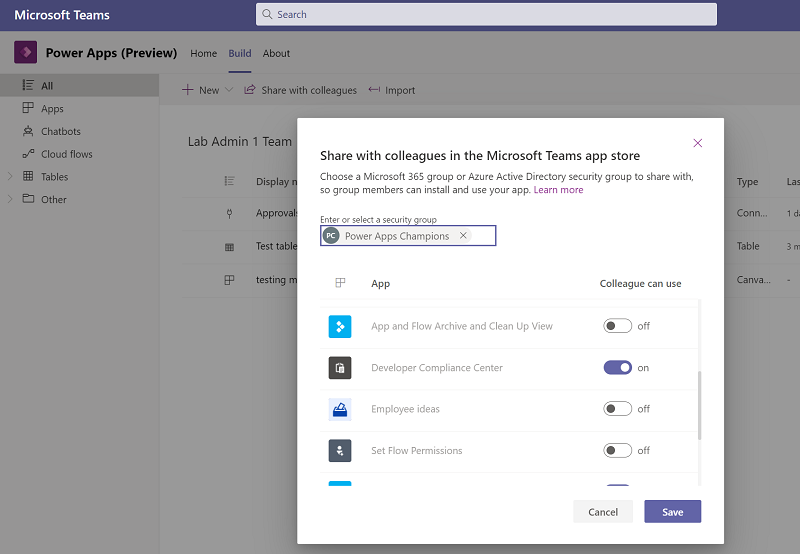 Microsoft Teams
Search
Power Apps (Preview)
Home
Build
About
All
Apps
Chatbots
Cloud flows
Tables
Other
New
Share with colleagues
Import
Lab Admin 1 Team
Display n
Type
Las
Approvals
Conn...
1 da
Test table
Table
3 m
testing m
Canva...
-
Share with colleagues in the Microsoft Teams app store
Choose a Microsoft 365 group or Azure Active Directory security group to share with,
so group members can install and use your app. Learn more
Enter or select a security group
PC
Power Apps Champions
App
Colleague can use
App and Flow Archive and Clean Up View
off
Developer Compliance Center
on
Employee ideas
off
Set Flow Permissions
off
Cancel
Save